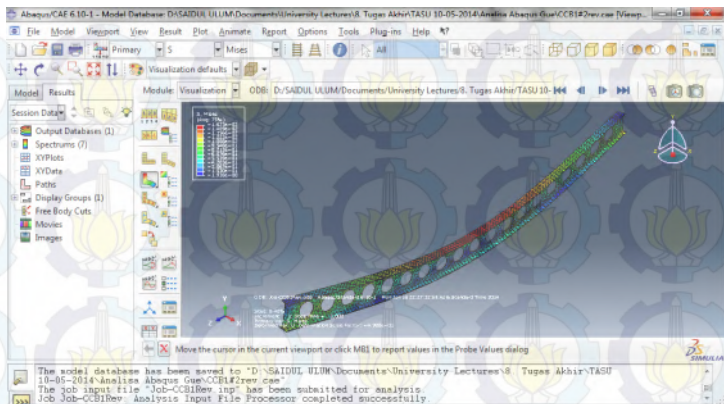 Abaqus/CAE 6.10-1 - Model Database: D:\SAIDUL ULUM\Documents\University Lectures\8. Tugas Akhir\TASU 10-05-2014\Analisa Abaqus Gue\CCB1#2rev.cae [Viewp...
File Model Viewport View Result Plot Animate Report Options Tools Plug-ins Help
Primary S Mises All
Visualization defaults
Model Results Module: Visualization ODB: D:/SAIDUL ULUM/Documents/University Lectures/8. Tugas Akhir/TASU 10-
Session Data
Output Databases (1)
Spectrums (7)
XYPlots
XYData
Paths
Display Groups (1)
Free Body Cuts
Movies
Images
S, Mises
Y
Z X
Move the cursor in the current viewport or click MB1 to report values in the Probe Values dialog
SIMULIA
The model database has been saved to "D:\SAIDUL ULUM\Documents\University Lectures\8. Tugas Akhir\TASU
10-05-2014\Analisa Abaqus Gue\CCB1#2rev.cae".
The job input file "Job-CCB1Rev.inp" has been submitted for analysis.
Job Job-CCB1Rev: Analysis Input File Processor completed successfully.